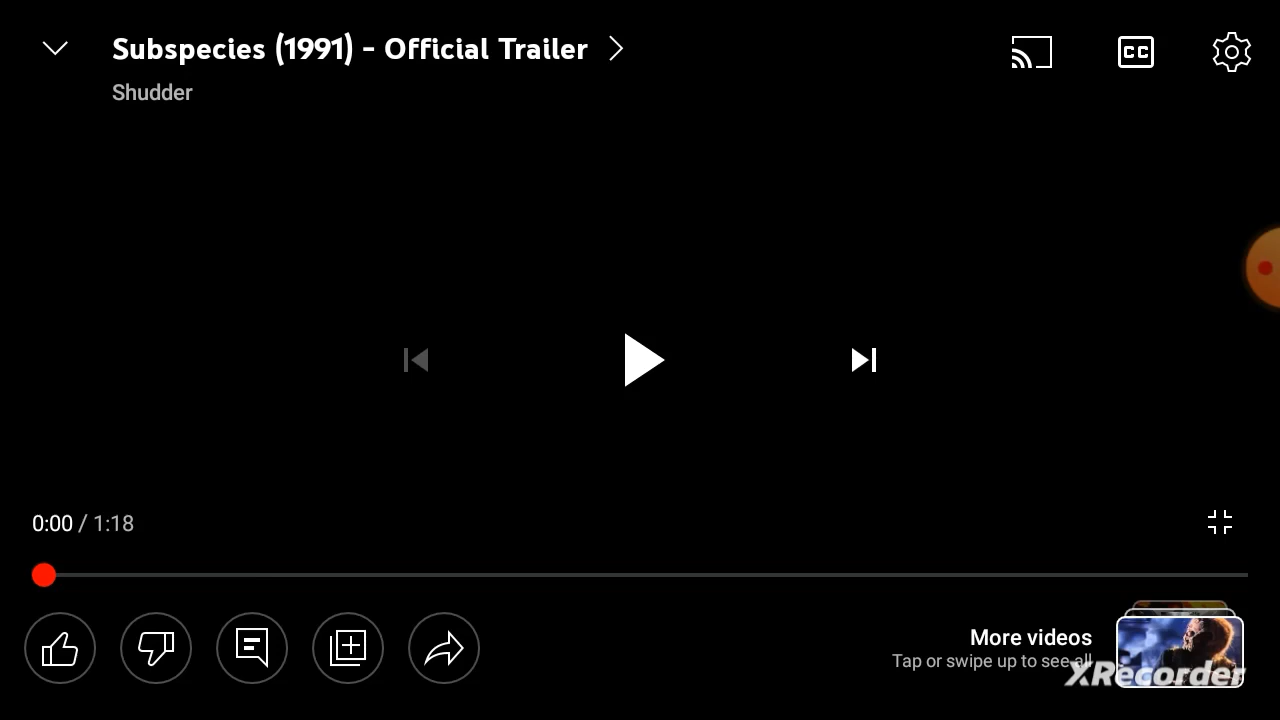 Subspecies (1991) - Official Trailer
Shudder
CC
0:00 / 1:18
More videos
Tap or swipe up to see all
XRecorder